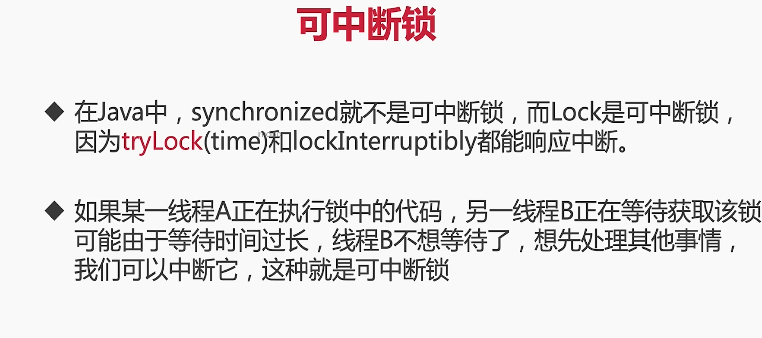 可中断锁
◆ 在Java中，synchronized就不是可中断锁，而Lock是可中断锁，
因为tryLock(time)和lockInterruptibly都能响应中断。
◆ 如果某一线程A正在执行锁中的代码，另一线程B正在等待获取该锁
可能由于等待时间过长，线程B不想等待了，想先处理其他事情，
我们可以中断它，这种就是可中断锁